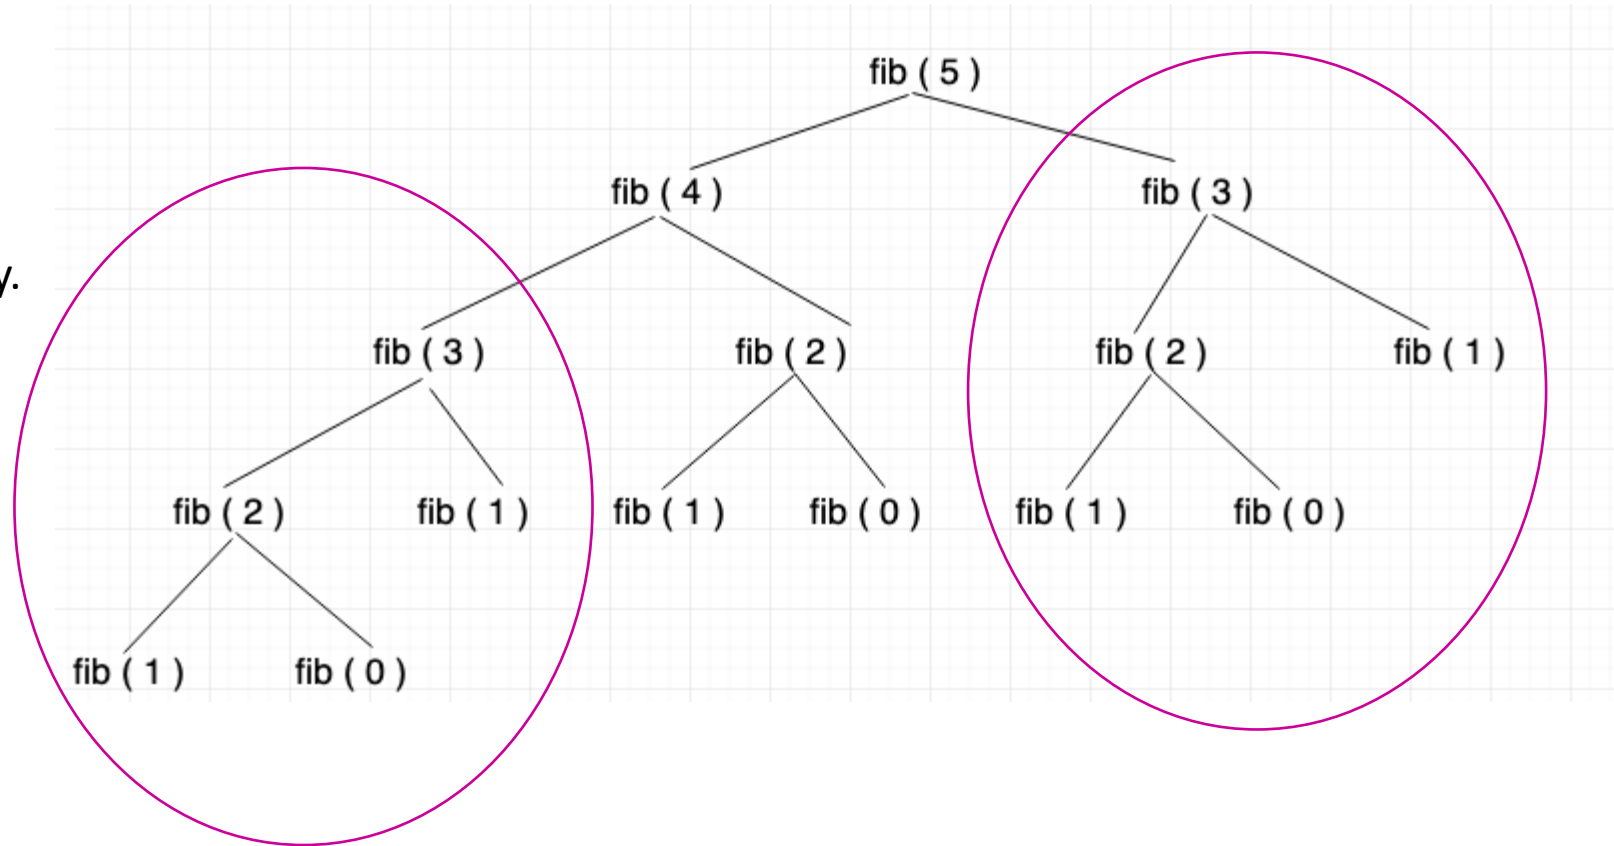 fib ( 5 )
fib ( 4 ) fib ( 3 )
y.
fib ( 3 ) fib ( 2 ) fib ( 2 ) fib ( 1 )
fib ( 2 ) fib ( 1 ) fib ( 1 ) fib ( 0 ) fib ( 1 ) fib ( 0 )
fib ( 1 ) fib ( 0 )